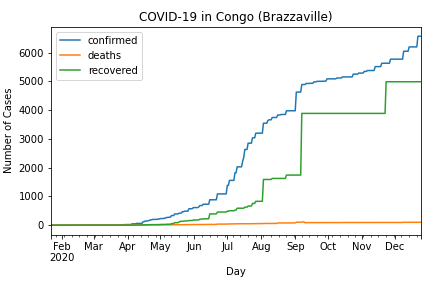 COVID-19 in Congo (Brazzaville)
confirmed
deaths
recovered
Number of Cases
6000
5000
4000
3000
2000
1000
0
Feb Mar Apr May Jun Jul Aug Sep Oct Nov Dec
2020
Day